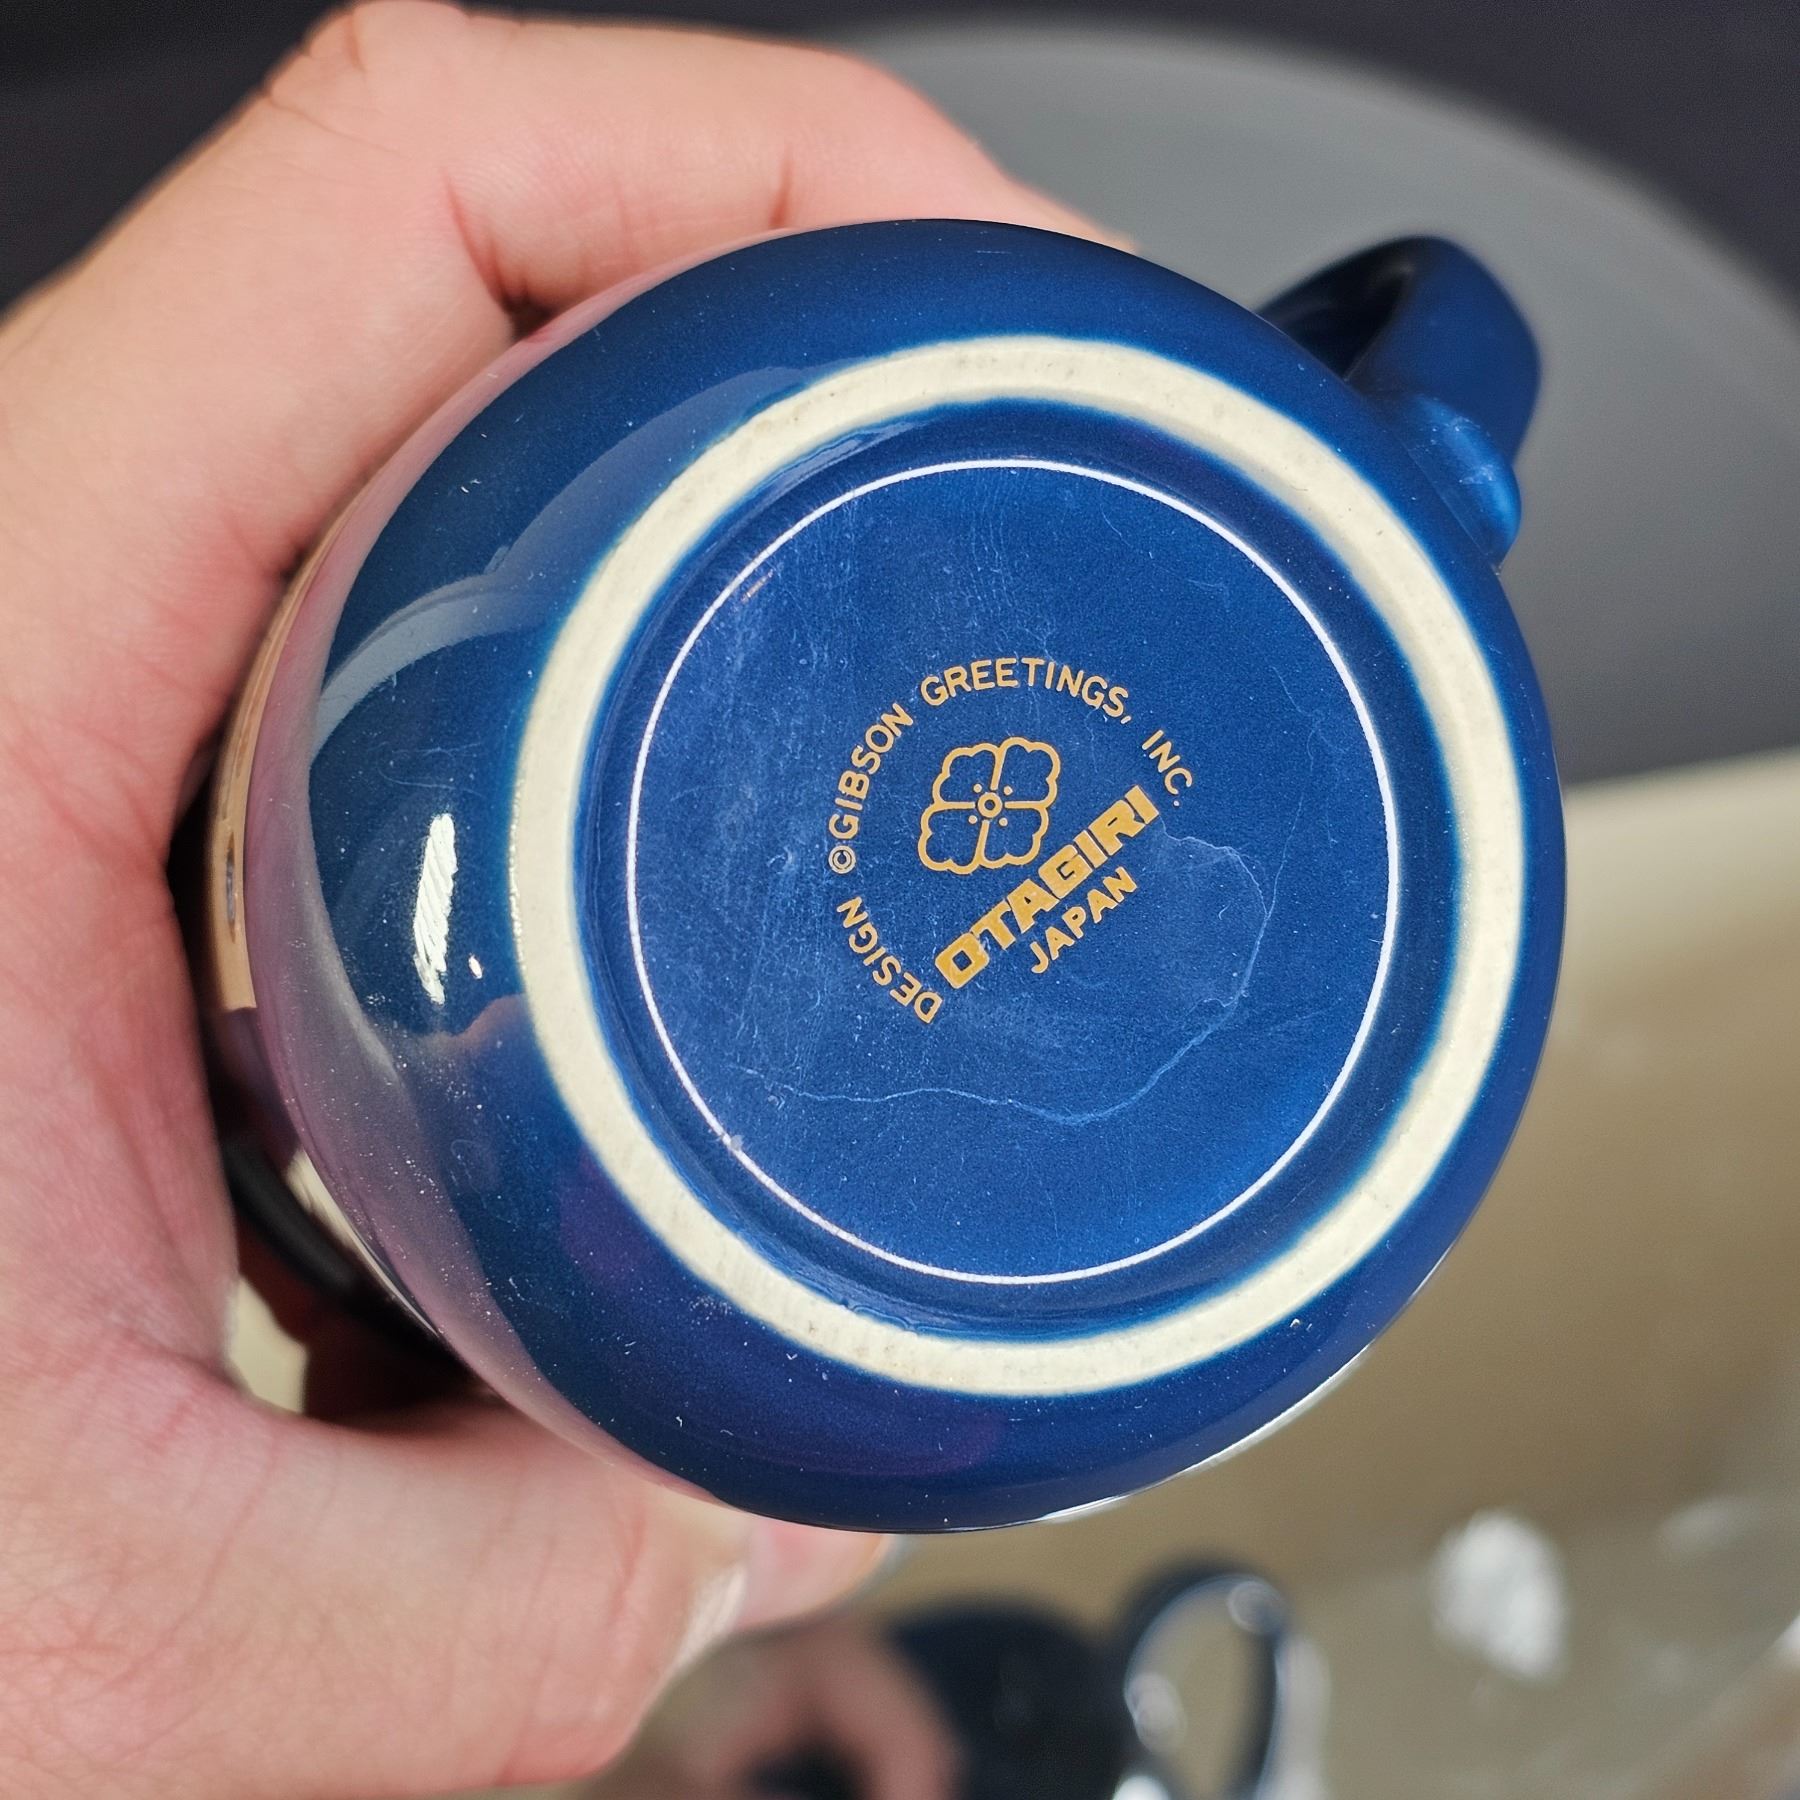 DESIGN ©GIBSON GREETINGS, INC.
OTAGIRI
JAPAN